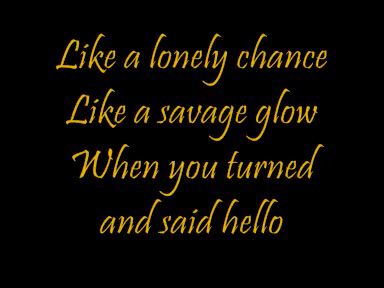 Like a lonely chance
Like a savage glow
When you turned
and said hello